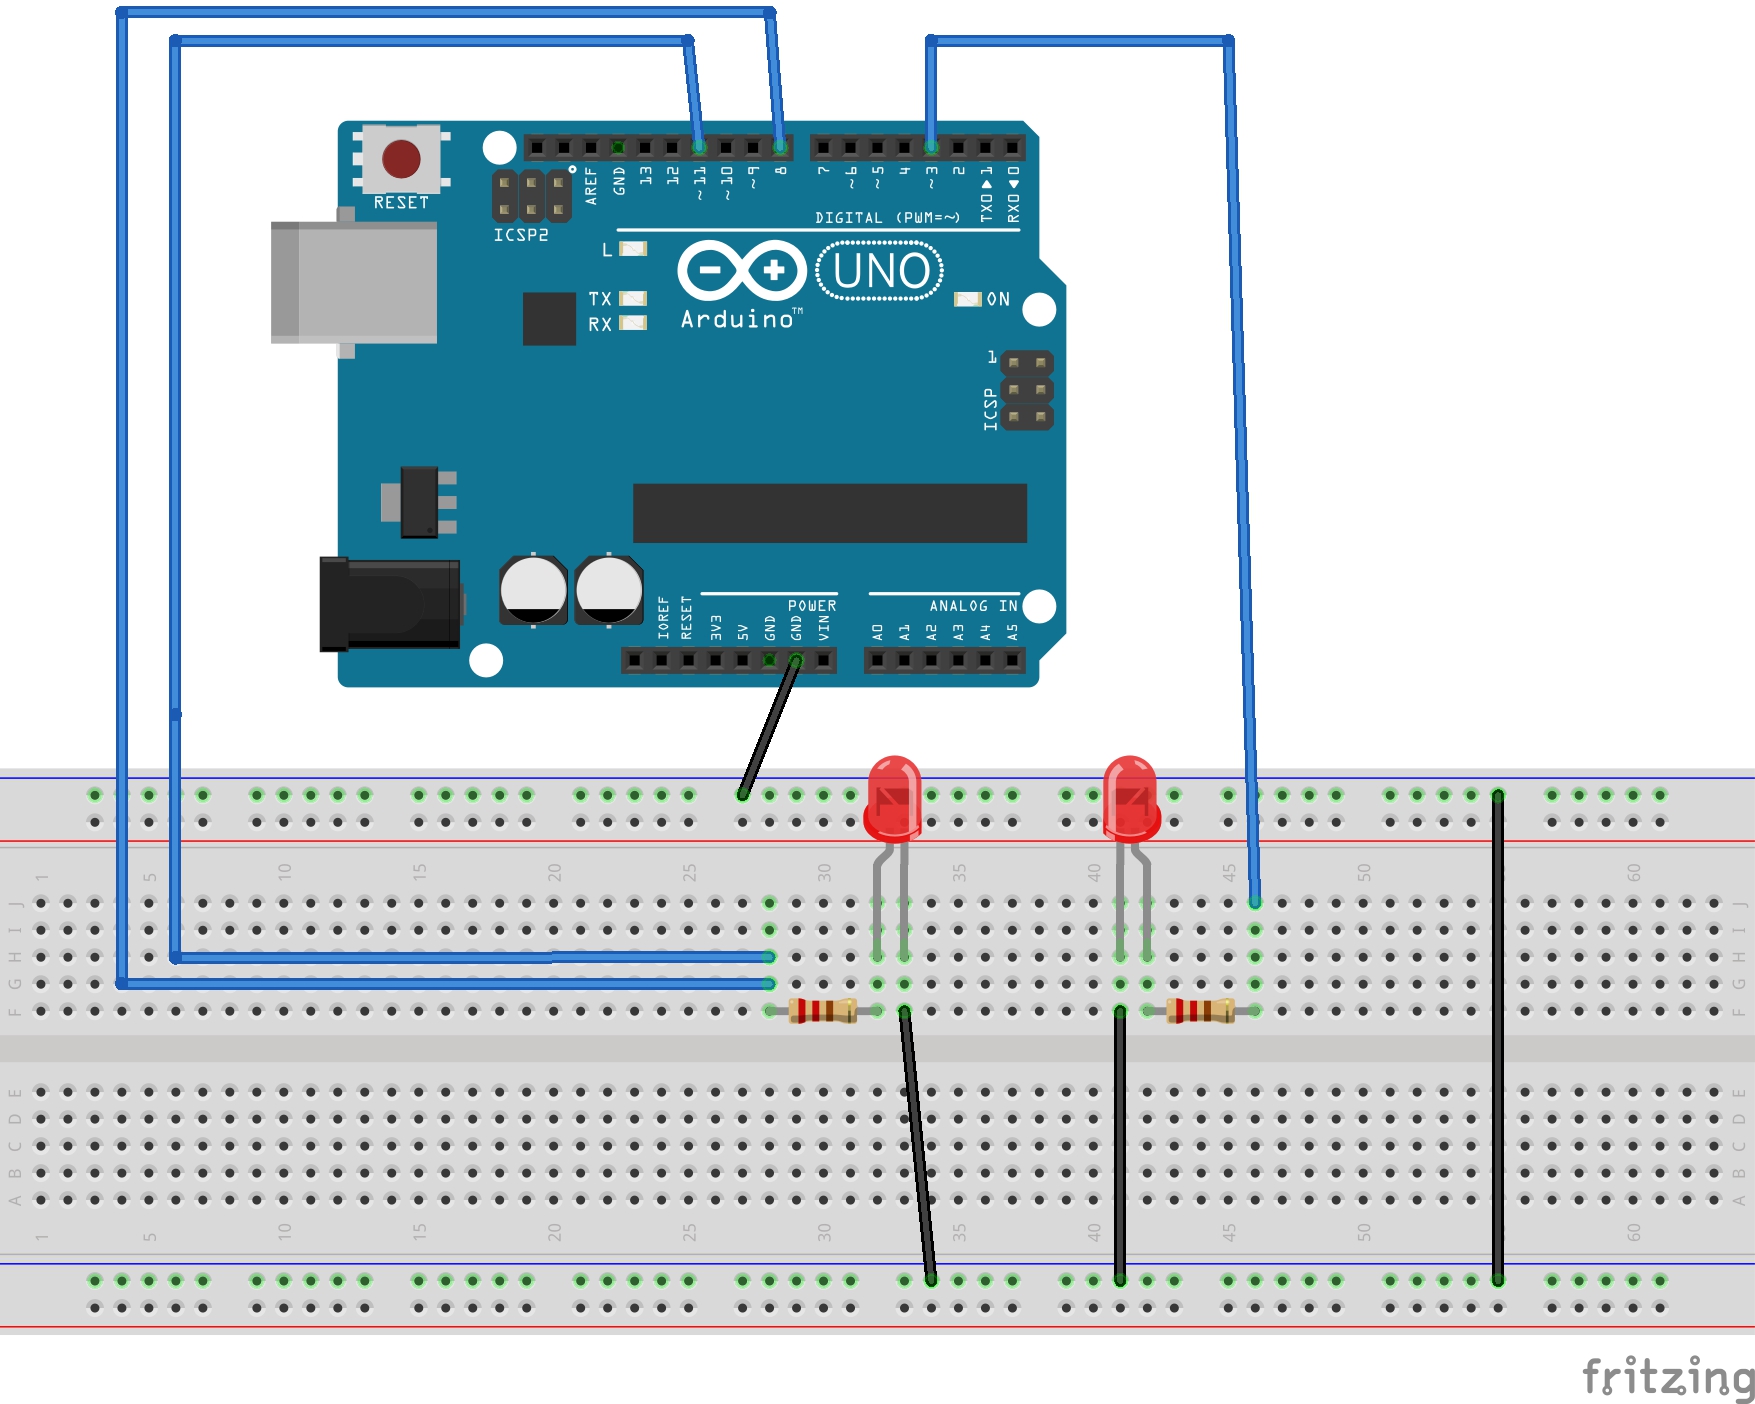 RESET
ICSP2
AREF
GND
13
12
~11
~10
~9
8
7
~6
~5
4
~3
2
TX0▶1
RX0◀0
DIGITAL (PWM=~)
L
TX
RX
Arduino™
UNO
ON
1
ICSP
IOREF
RESET
3V3
5V
GND
GND
VIN
POWER
A0
A1
A2
A3
A4
A5
ANALOG IN
1 5 10 15 20 25 30 35 40 45 50 60
J J
I I
H H
G G
F F
E E
D D
C C
B B
A A
1 5 10 15 20 25 30 35 40 45 50 60
fritzing